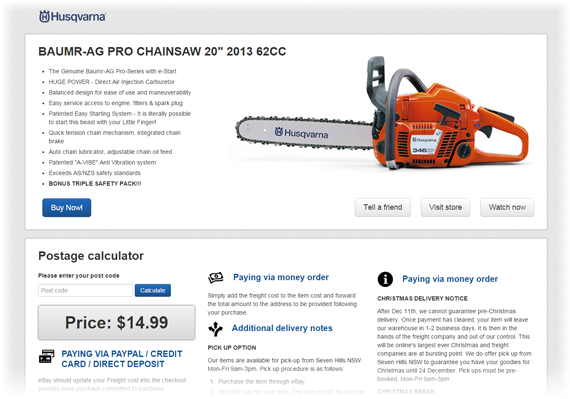 Husqvarna
BAUMR-AG PRO CHAINSAW 20" 2013 62CC
• The Genuine Baumr-AG Pro-Series with e-Start
• HUGE POWER - Direct Air Injection Carburetor
• Balanced design for ease of use and maneuverability
• Easy service access to engine, filters & spark plug
• Patented Easy Starting System - It is literally possible
to start this beast with your Little Finger!!
• Quick tension chain mechanism, integrated chain
brake
• Auto chain lubricator, adjustable chain oil feed
• Patented "A-VIBE" Anti Vibration system
• Exceeds AS/NZS safety standards
• BONUS TRIPLE SAFETY PACK!!!
Husqvarna
346
Buy Now!
Tell a friend
Visit store
Watch now
Postage calculator
Please enter your post code
Post code
Calculate
Price: $14.99
PAYING VIA PAYPAL / CREDIT
CARD / DIRECT DEPOSIT
eBay should update your Freight cost into the checkout
process once you have committed to purchase.
Paying via money order
Simply add the freight cost to the item cost and forward
the total amount to the address to be provided following
your purchase.
Additional delivery notes
PICK UP OPTION
Our items are available for pick-up from Seven Hills NSW
Mon-Fri 9am-3pm. Pick up procedure is as follows:
1. Purchase the item through eBay
Paying via money order
CHRISTMAS DELIVERY NOTICE
After Dec 11th, we cannot guarantee pre-Christmas
delivery. Once payment has cleared, your item will
leave our warehouse in 1-2 business days. It is then in the
hands of the freight company and out of our control. This
will be online's largest ever Christmas and freight
companies are at bursting point. We do offer pick up from
Seven Hills NSW to guarantee you have your goodies for
Christmas until 24 December. Pick ups must be pre-
booked. Mon-Fri 9am-3pm.
CHRISTMAS BREAK